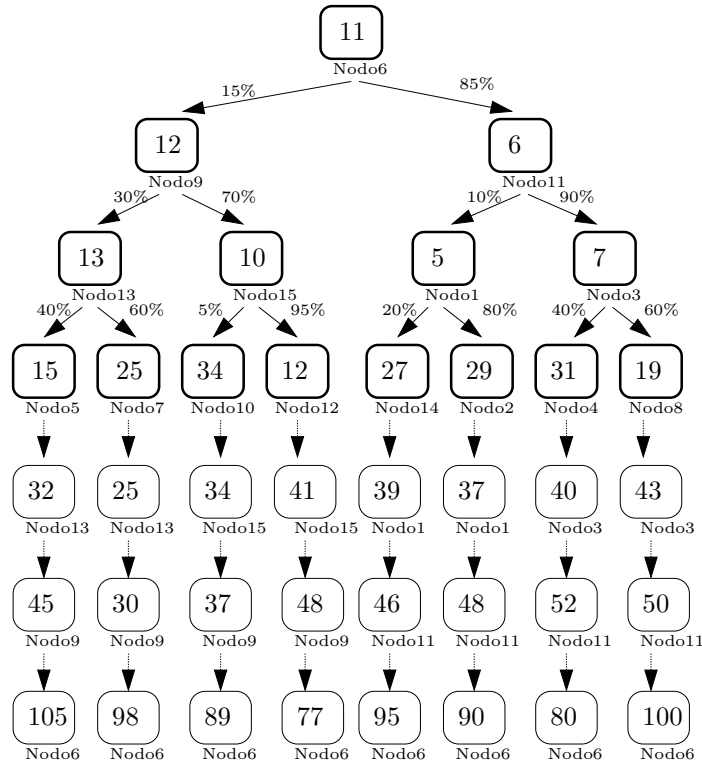 11
Nodo6
15% 85%
12 6
Nodo9 Nodo11
30% 70% 10% 90%
13 10 5 7
Nodo13 Nodo15 Nodo1 Nodo3
40% 60% 5% 95% 20% 80% 40% 60%
15 25 34 12 27 29 31 19
Nodo5 Nodo7 Nodo10 Nodo12 Nodo14 Nodo2 Nodo4 Nodo8
32 25 34 41 39 37 40 43
Nodo13 Nodo13 Nodo15 Nodo15 Nodo1 Nodo1 Nodo3 Nodo3
45 30 37 48 46 48 52 50
Nodo9 Nodo9 Nodo9 Nodo9 Nodo11 Nodo11 Nodo11 Nodo11
105 98 89 77 95 90 80 100
Nodo6 Nodo6 Nodo6 Nodo6 Nodo6 Nodo6 Nodo6 Nodo6